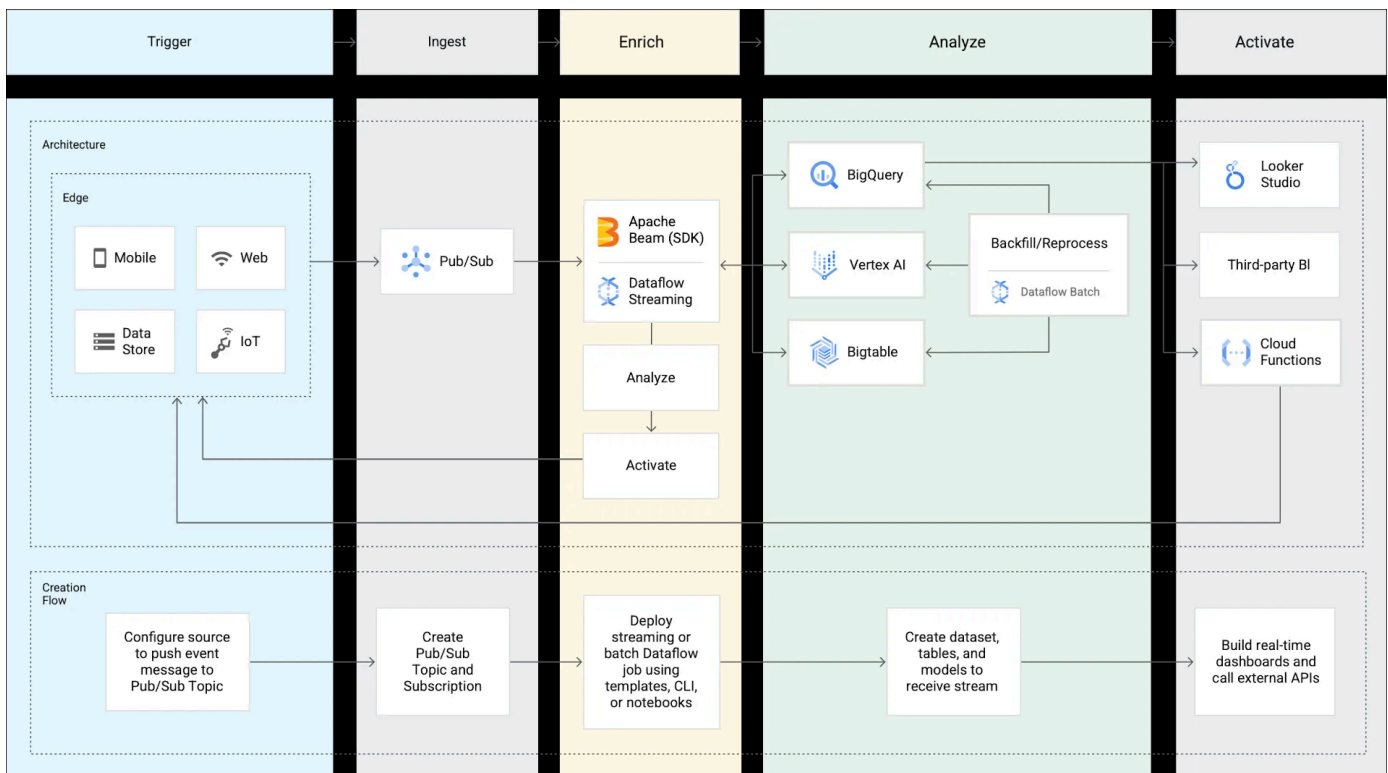 Trigger
Ingest
Enrich
Analyze
Activate
Architecture
Edge
Mobile
Web
Data
Store
IoT
Pub/Sub
Apache
Beam (SDK)
Dataflow
Streaming
Analyze
Activate
BigQuery
Vertex AI
Bigtable
Backfill/Reprocess
Dataflow Batch
Looker
Studio
Third-party BI
Cloud
Functions
Creation
Flow
Configure source
to push event
message to
Pub/Sub Topic
Create
Pub/Sub
Topic and
Subscription
Deploy
streaming or
batch Dataflow
job using
templates, CLI,
or notebooks
Create dataset,
tables, and
models to
receive stream
Build real-time
dashboards and
call external APIs